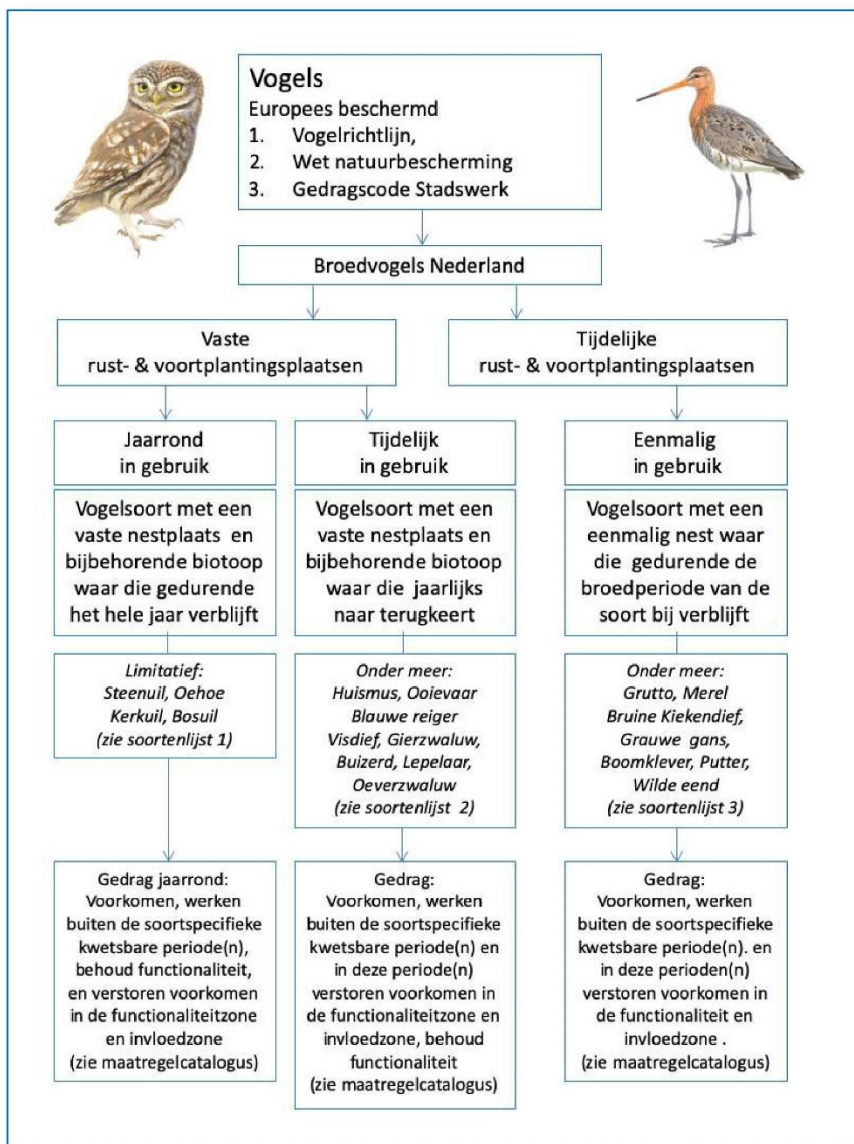 Vogels
Europees beschermd
1. Vogelrichtlijn,
2. Wet natuurbescherming
3. Gedragscode Stadswerk
Broedvogels Nederland
Vaste
rust- & voortplantingsplaatsen
Tijdelijke
rust- & voortplantingsplaatsen
Jaarrond
in gebruik
Tijdelijk
in gebruik
Eenmalig
in gebruik
Vogelsoort met een
vaste nestplaats en
bijbehorende biotoop
waar die gedurende
het hele jaar verblijft
Vogelsoort met een
vaste nestplaats en
bijbehorende biotoop
waar die jaarlijks
naar terugkeert
Vogelsoort met een
eenmalig nest waar
die gedurende de
broedperiode van de
soort bij verblijft
Limitatief:
Steenuil, Oehoe
Kerkuil, Bosuil
(zie soortenlijst 1)
Onder meer:
Huismus, Ooievaar
Blauwe reiger
Visdief, Gierzwaluw,
Buizerd, Lepelaar,
Oeverzwaluw
(zie soortenlijst 2)
Onder meer:
Grutto, Merel
Bruine Kiekendief,
Grauwe gans,
Boomklever, Putter,
Wilde eend
(zie soortenlijst 3)
Gedrag jaarrond:
Voorkomen, werken
buiten de soortspecifieke
kwetsbare periode(n),
behoud functionaliteit,
en verstoren voorkomen
in de functionaliteitzone
en invloedzone
(zie maatregelcatalogus)
Gedrag:
Voorkomen, werken
buiten de soortspecifieke
kwetsbare periode(n) en
in deze periode(n)
verstoren voorkomen in
de functionaliteitzone en
invloedzone, behoud
functionaliteit
(zie maatregelcatalogus)
Gedrag:
Voorkomen, werken
buiten de soortspecifieke
kwetsbare periode(n). en
in deze perioden(n)
verstoren voorkomen in
de functionaliteit en
invloedzone .
(zie maatregelcatalogus)